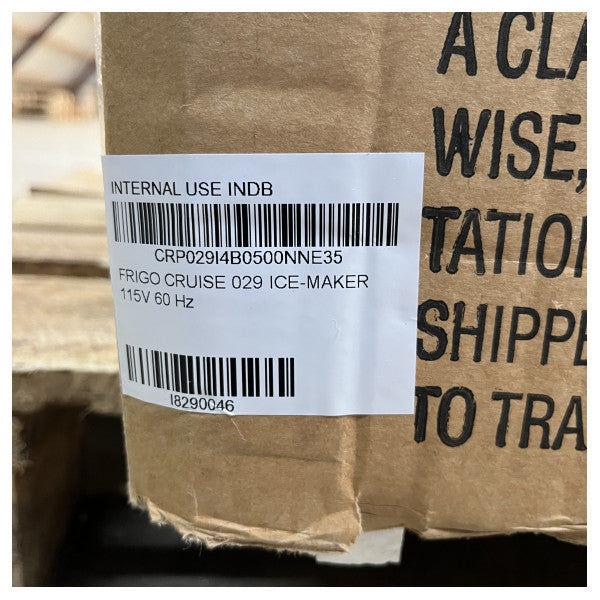 INTERNAL USE INDB
CRP029I4B0500NNE35
FRIGO CRUISE 029 ICE-MAKER
115V 60 Hz
I8290046
A CLA
WISE,
TATION
SHIPPE
TO TRA